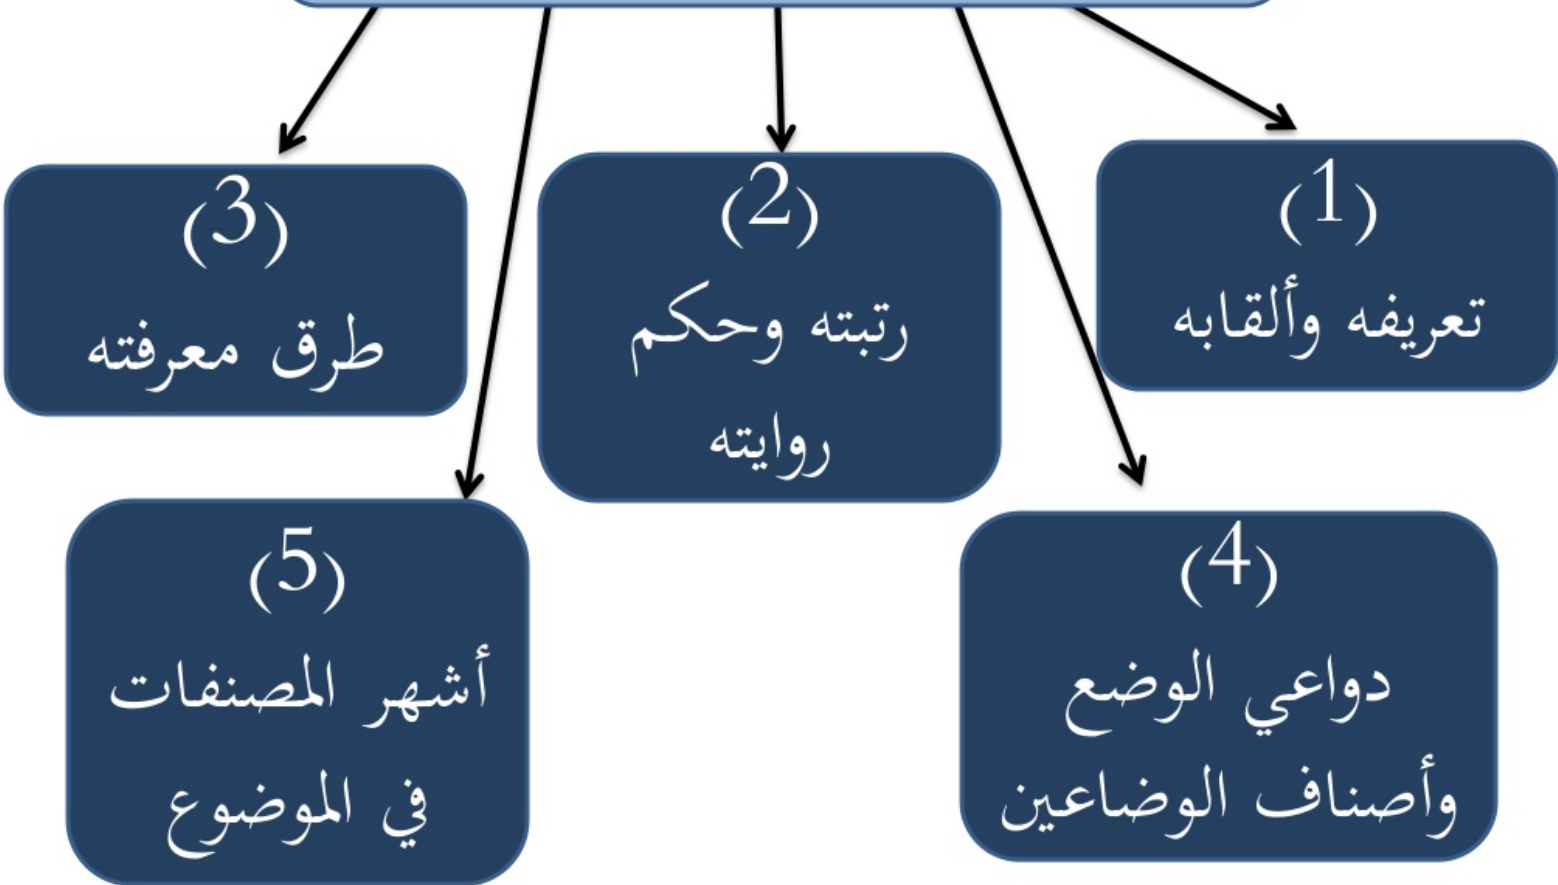 (1)
تعريفه وألقابه
(2)
رتبته وحكم
روايته
(3)
طرق معرفته
(4)
دواعي الوضع
وأصناف الوضاعين
(5)
أشهر المصنفات
في الموضوع